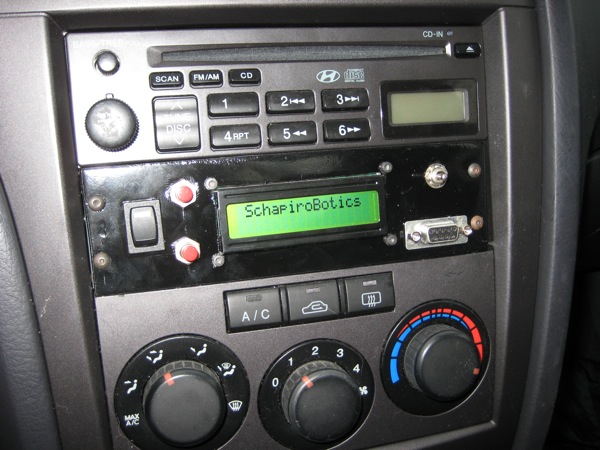 CD-IN
SCAN FM/AM CD
1 2 3
DISC
4 RPT 5 6
SchapiroBotics
A/C
0 1 2 3 4
MAX
A/C